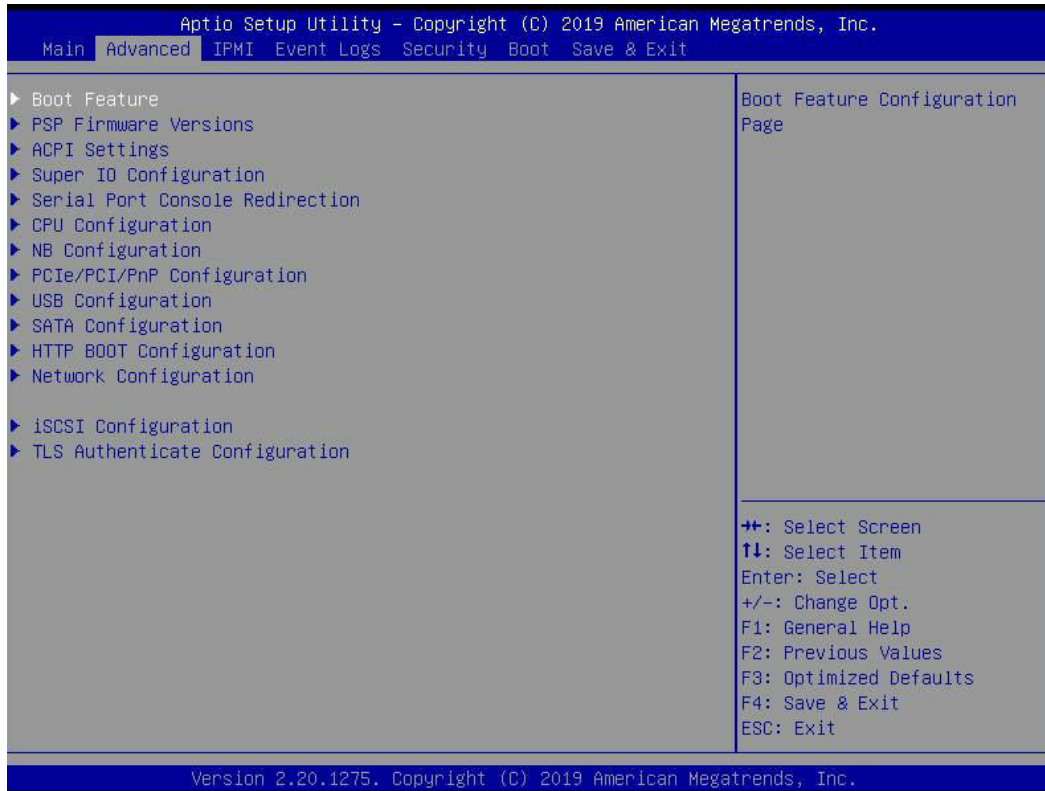 Aptio Setup Utility – Copyright (C) 2019 American Megatrends, Inc.
Main Advanced IPMI Event Logs Security Boot Save & Exit
▶ Boot Feature
▶ PSP Firmware Versions
▶ ACPI Settings
▶ Super IO Configuration
▶ Serial Port Console Redirection
▶ CPU Configuration
▶ NB Configuration
▶ PCIe/PCI/PnP Configuration
▶ USB Configuration
▶ SATA Configuration
▶ HTTP BOOT Configuration
▶ Network Configuration
▶ iSCSI Configuration
▶ TLS Authenticate Configuration
Boot Feature Configuration
Page
→←: Select Screen
↑↓: Select Item
Enter: Select
+/-: Change Opt.
F1: General Help
F2: Previous Values
F3: Optimized Defaults
F4: Save & Exit
ESC: Exit
Version 2.20.1275. Copyright (C) 2019 American Megatrends, Inc.